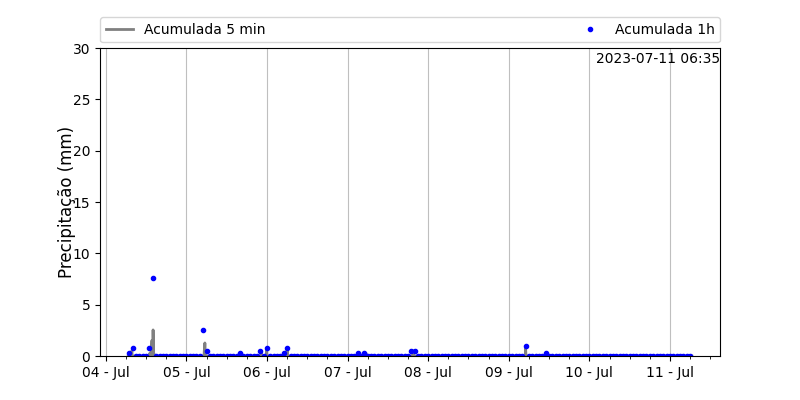 Acumulada 5 min
Acumulada 1h
2023-07-11 06:35
Precipitação (mm)
30
25
20
15
10
5
0
04 - Jul
05 - Jul
06 - Jul
07 - Jul
08 - Jul
09 - Jul
10 - Jul
11 - Jul